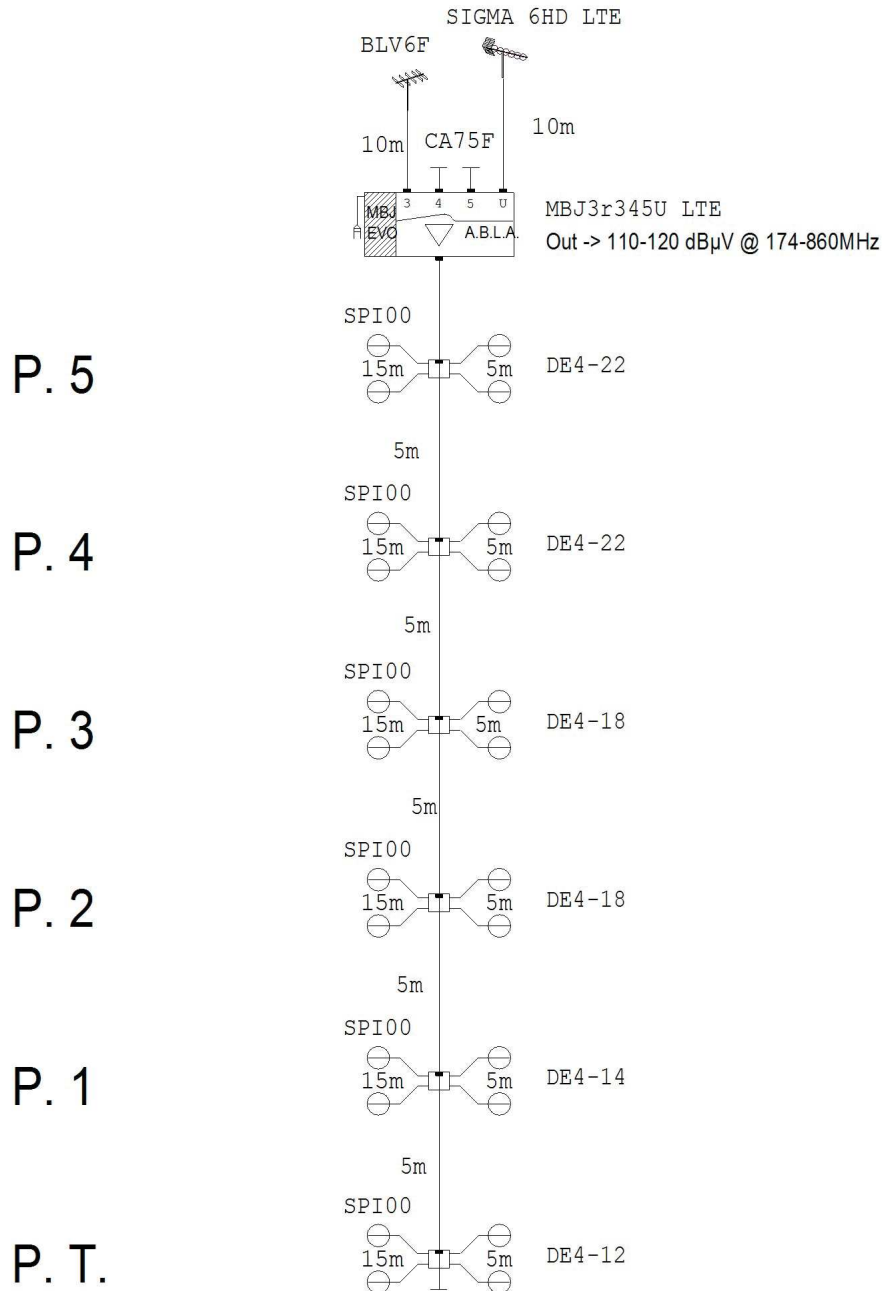 SIGMA 6HD LTE
BLV6F
10m
CA75F
10m
3 4 5 U
MBJ
EVO
A.B.L.A.
MBJ3r345U LTE
Out -> 110-120 dBµV @ 174-860MHz
SPI00
P. 5
15m
5m
DE4-22
5m
SPI00
P. 4
15m
5m
DE4-22
5m
SPI00
P. 3
15m
5m
DE4-18
5m
SPI00
P. 2
15m
5m
DE4-18
5m
SPI00
P. 1
15m
5m
DE4-14
5m
SPI00
P. T.
15m
5m
DE4-12